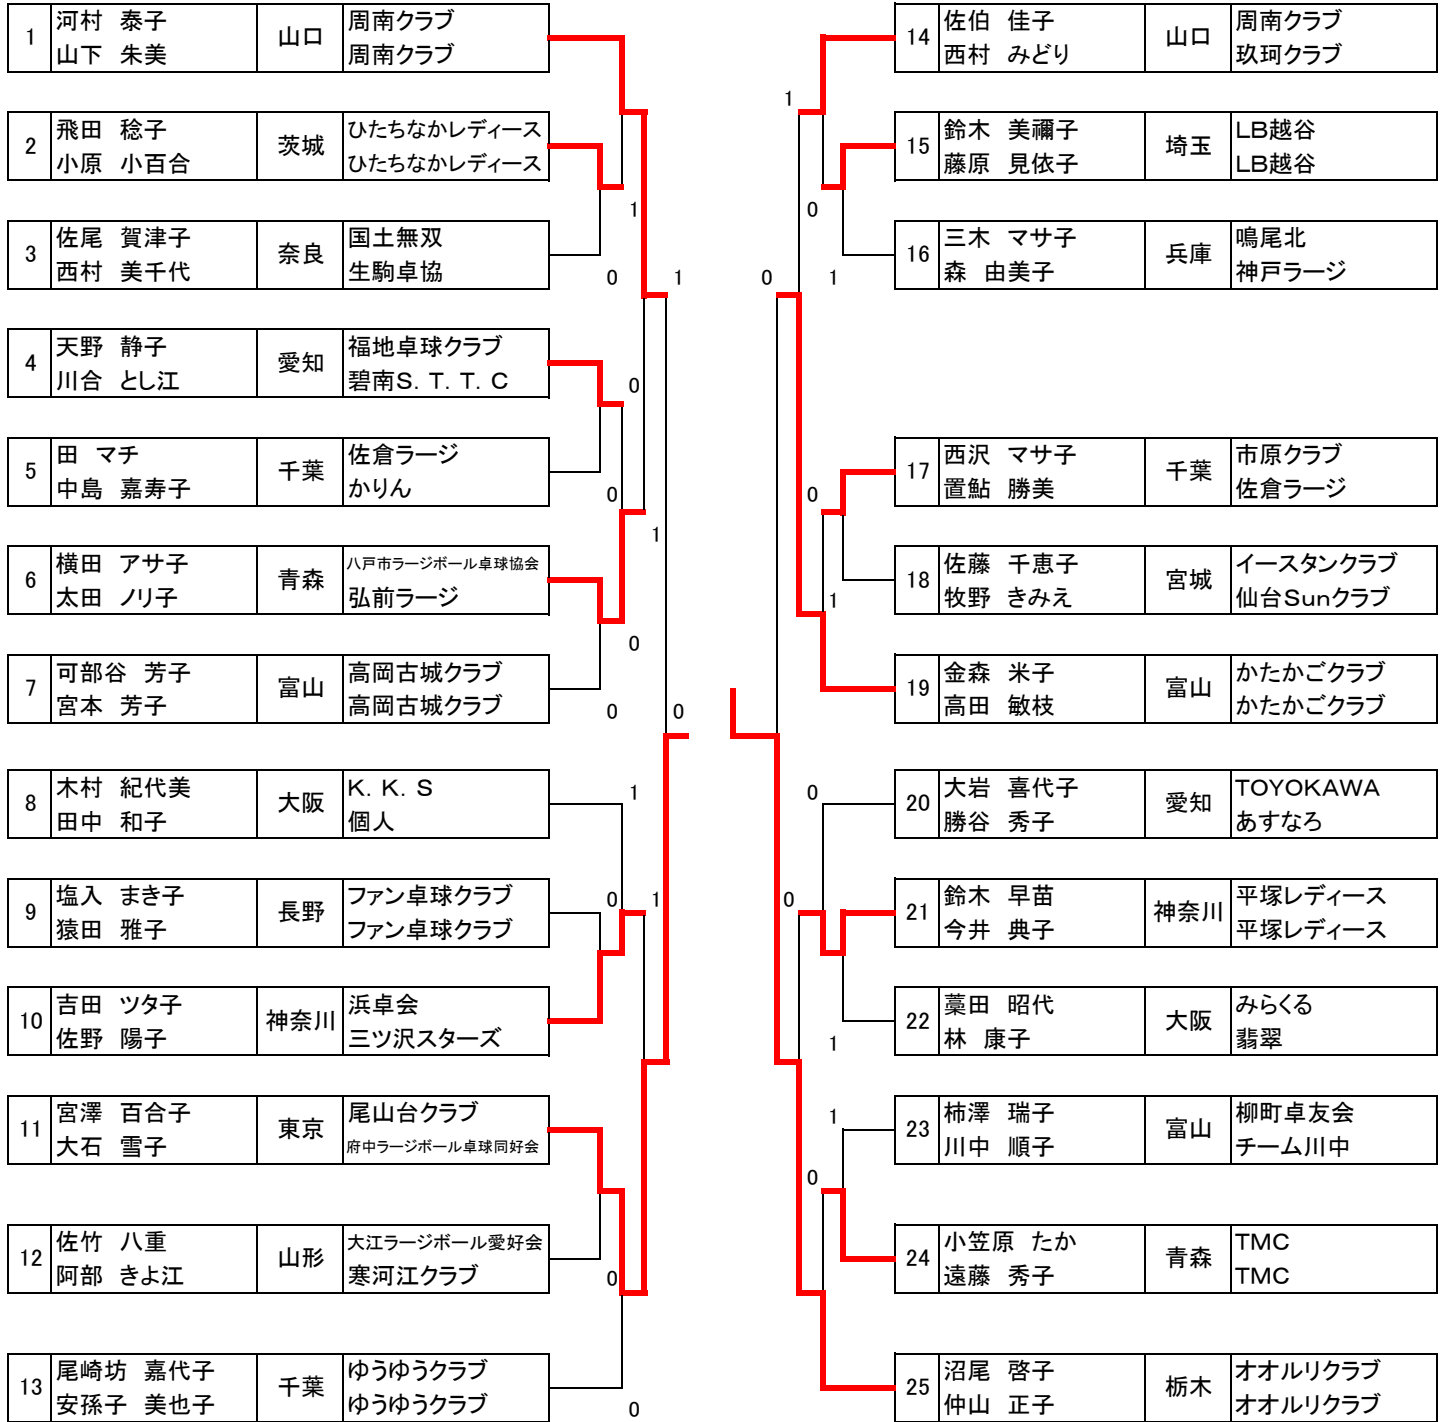 1 河村 泰子 山口 周南クラブ
山下 朱美 周南クラブ
2 飛田 稔子 茨城 ひたちなかレディース
小原 小百合 ひたちなかレディース
1
3 佐尾 賀津子 奈良 国土無双
西村 美千代 生駒卓協
0 1
4 天野 静子 愛知 福地卓球クラブ
川合 とし江 碧南S.T.T.C
0
5 田 マチ 千葉 佐倉ラージ
中島 嘉寿子 かりん
0
1
6 横田 アサ子 青森 八戸市ラージボール卓球協会
太田 ノリ子 弘前ラージ
0
7 可部谷 芳子 富山 高岡古城クラブ
宮本 芳子 高岡古城クラブ
0 0
8 木村 紀代美 大阪 K.K.S
田中 和子 個人
1
9 塩入 まき子 長野 ファン卓球クラブ
猿田 雅子 ファン卓球クラブ
0 1
10 吉田 ツタ子 神奈川 浜卓会
佐野 陽子 三ツ沢スターズ
11 宮澤 百合子 東京 尾山台クラブ
大石 雪子 府中ラージボール卓球同好会
12 佐竹 八重 山形 大江ラージボール愛好会
阿部 きよ江 寒河江クラブ
0
13 尾崎坊 嘉代子 千葉 ゆうゆうクラブ
安孫子 美也子 ゆうゆうクラブ
0
14 佐伯 佳子 山口 周南クラブ
西村 みどり 玖珂クラブ
1
15 鈴木 美禰子 埼玉 LB越谷
藤原 見依子 LB越谷
0
16 三木 マサ子 兵庫 鳴尾北
森 由美子 神戸ラージ
0 1
17 西沢 マサ子 千葉 市原クラブ
置鮎 勝美 佐倉ラージ
0
18 佐藤 千恵子 宮城 イースタンクラブ
牧野 きみえ 仙台Sunクラブ
1
19 金森 米子 富山 かたかごクラブ
高田 敏枝 かたかごクラブ
20 大岩 喜代子 愛知 TOYOKAWA
勝谷 秀子 あすなろ
0
21 鈴木 早苗 神奈川 平塚レディース
今井 典子 平塚レディース
0
22 藁田 昭代 大阪 みらくる
林 康子 翡翠
1
23 柿澤 瑞子 富山 柳町卓友会
川中 順子 チーム川中
1
0
24 小笠原 たか 青森 TMC
遠藤 秀子 TMC
25 沼尾 啓子 栃木 オオルリクラブ
仲山 正子 オオルリクラブ